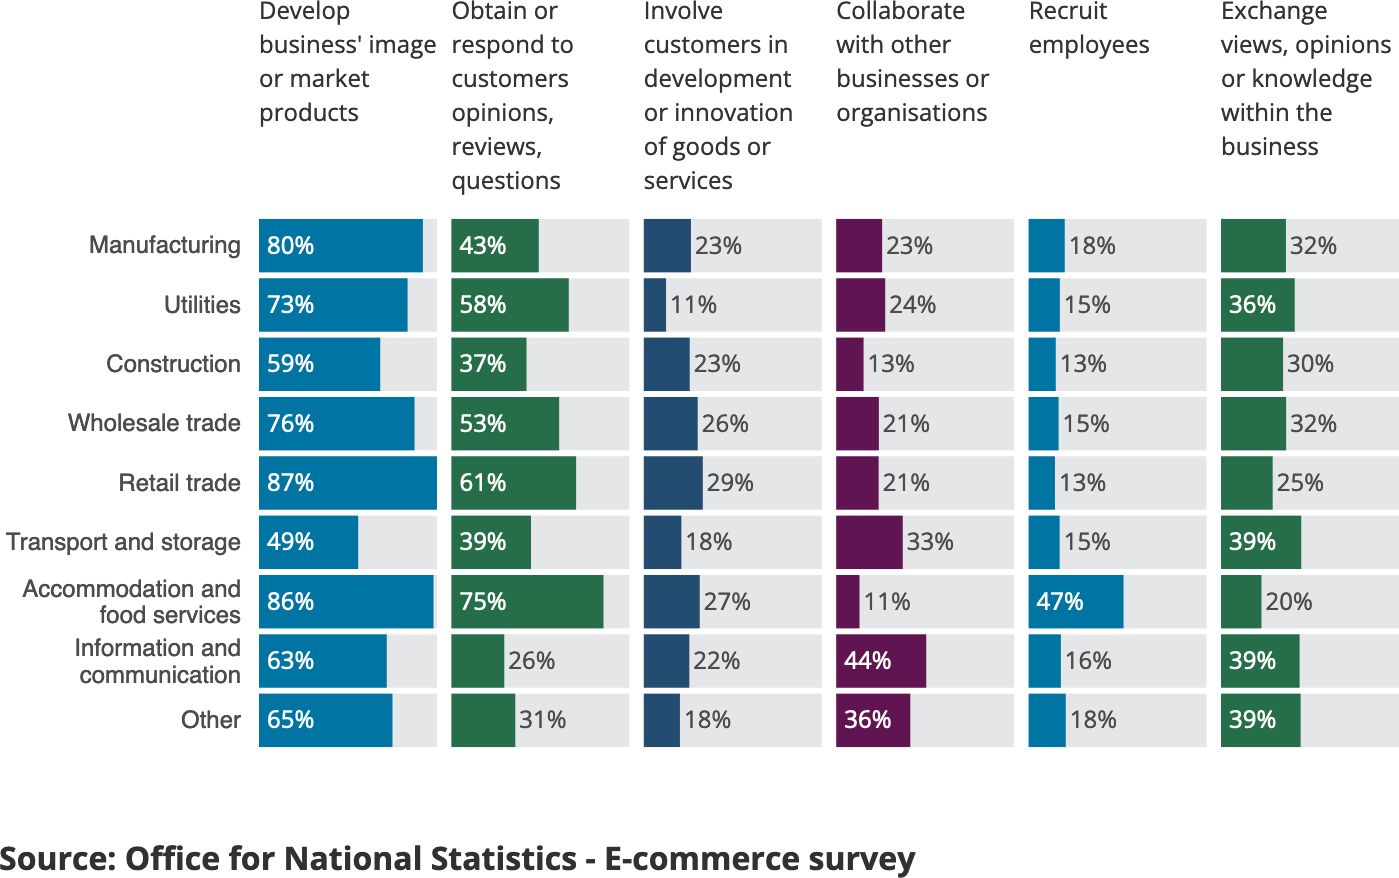 Develop
business' image
or market
products
Obtain or
respond to
customers
opinions,
reviews,
questions
Involve
customers in
development
or innovation
of goods or
services
Collaborate
with other
businesses or
organisations
Recruit
employees
Exchange
views, opinions
or knowledge
within the
business
Manufacturing 80% 43% 23% 23% 18% 32%
Utilities 73% 58% 11% 24% 15% 36%
Construction 59% 37% 23% 13% 13% 30%
Wholesale trade 76% 53% 26% 21% 15% 32%
Retail trade 87% 61% 29% 21% 13% 25%
Transport and storage 49% 39% 18% 33% 15% 39%
Accommodation and
food services 86% 75% 27% 11% 47% 20%
Information and
communication 63% 26% 22% 44% 16% 39%
Other 65% 31% 18% 36% 18% 39%
Source: Office for National Statistics - E-commerce survey